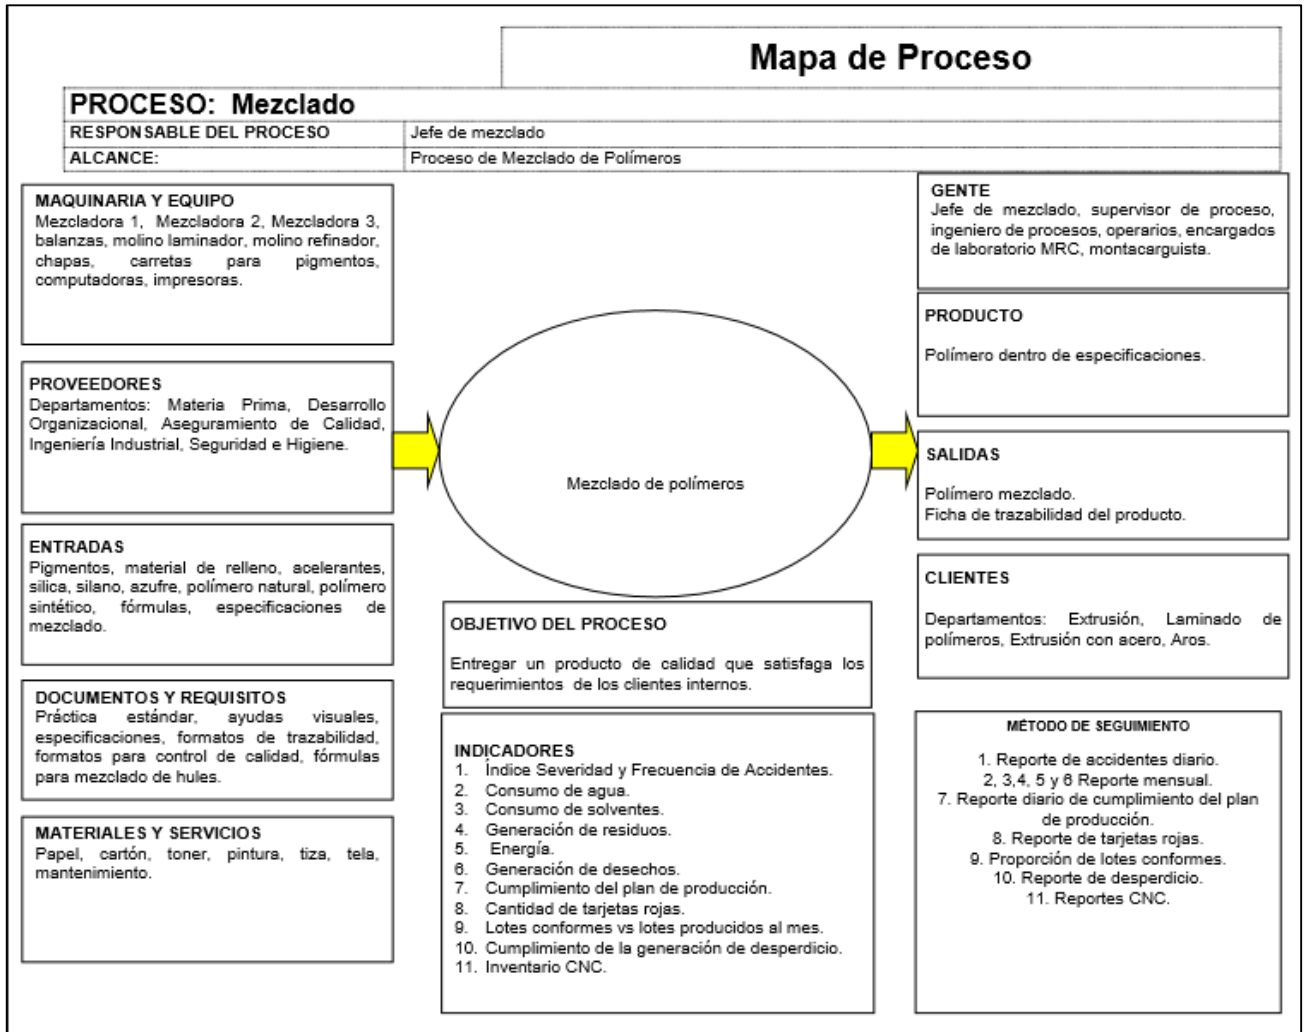 Mapa de Proceso
PROCESO: Mezclado
RESPONSABLE DEL PROCESO
Jefe de mezclado
ALCANCE:
Proceso de Mezclado de Polímeros
MAQUINARIA Y EQUIPO
Mezcladora 1, Mezcladora 2, Mezcladora 3,
balanzas, molino laminador, molino refinador,
chapas, carretas para pigmentos,
computadoras, impresoras.
PROVEEDORES
Departamentos: Materia Prima, Desarrollo
Organizacional, Aseguramiento de Calidad,
Ingeniería Industrial, Seguridad e Higiene.
ENTRADAS
Pigmentos, material de relleno, acelerantes,
silica, silano, azufre, polímero natural, polímero
sintético, fórmulas, especificaciones de
mezclado.
DOCUMENTOS Y REQUISITOS
Práctica estándar, ayudas visuales,
especificaciones, formatos de trazabilidad,
formatos para control de calidad, fórmulas
para mezclado de hules.
MATERIALES Y SERVICIOS
Papel, cartón, toner, pintura, tiza, tela,
mantenimiento.
Mezclado de polímeros
OBJETIVO DEL PROCESO
Entregar un producto de calidad que satisfaga los
requerimientos de los clientes internos.
INDICADORES
1. Índice Severidad y Frecuencia de Accidentes.
2. Consumo de agua.
3. Consumo de solventes.
4. Generación de residuos.
5. Energía.
6. Generación de desechos.
7. Cumplimiento del plan de producción.
8. Cantidad de tarjetas rojas.
9. Lotes conformes vs lotes producidos al mes.
10. Cumplimiento de la generación de desperdicio.
11. Inventario CNC.
GENTE
Jefe de mezclado, supervisor de proceso,
ingeniero de procesos, operarios, encargados
de laboratorio MRC, montacarguista.
PRODUCTO
Polímero dentro de especificaciones.
SALIDAS
Polímero mezclado.
Ficha de trazabilidad del producto.
CLIENTES
Departamentos: Extrusión, Laminado de
polímeros, Extrusión con acero, Aros.
MÉTODO DE SEGUIMIENTO
1. Reporte de accidentes diario.
2, 3,4, 5 y 6 Reporte mensual.
7. Reporte diario de cumplimiento del plan
de producción.
8. Reporte de tarjetas rojas.
9. Proporción de lotes conformes.
10. Reporte de desperdicio.
11. Reportes CNC.